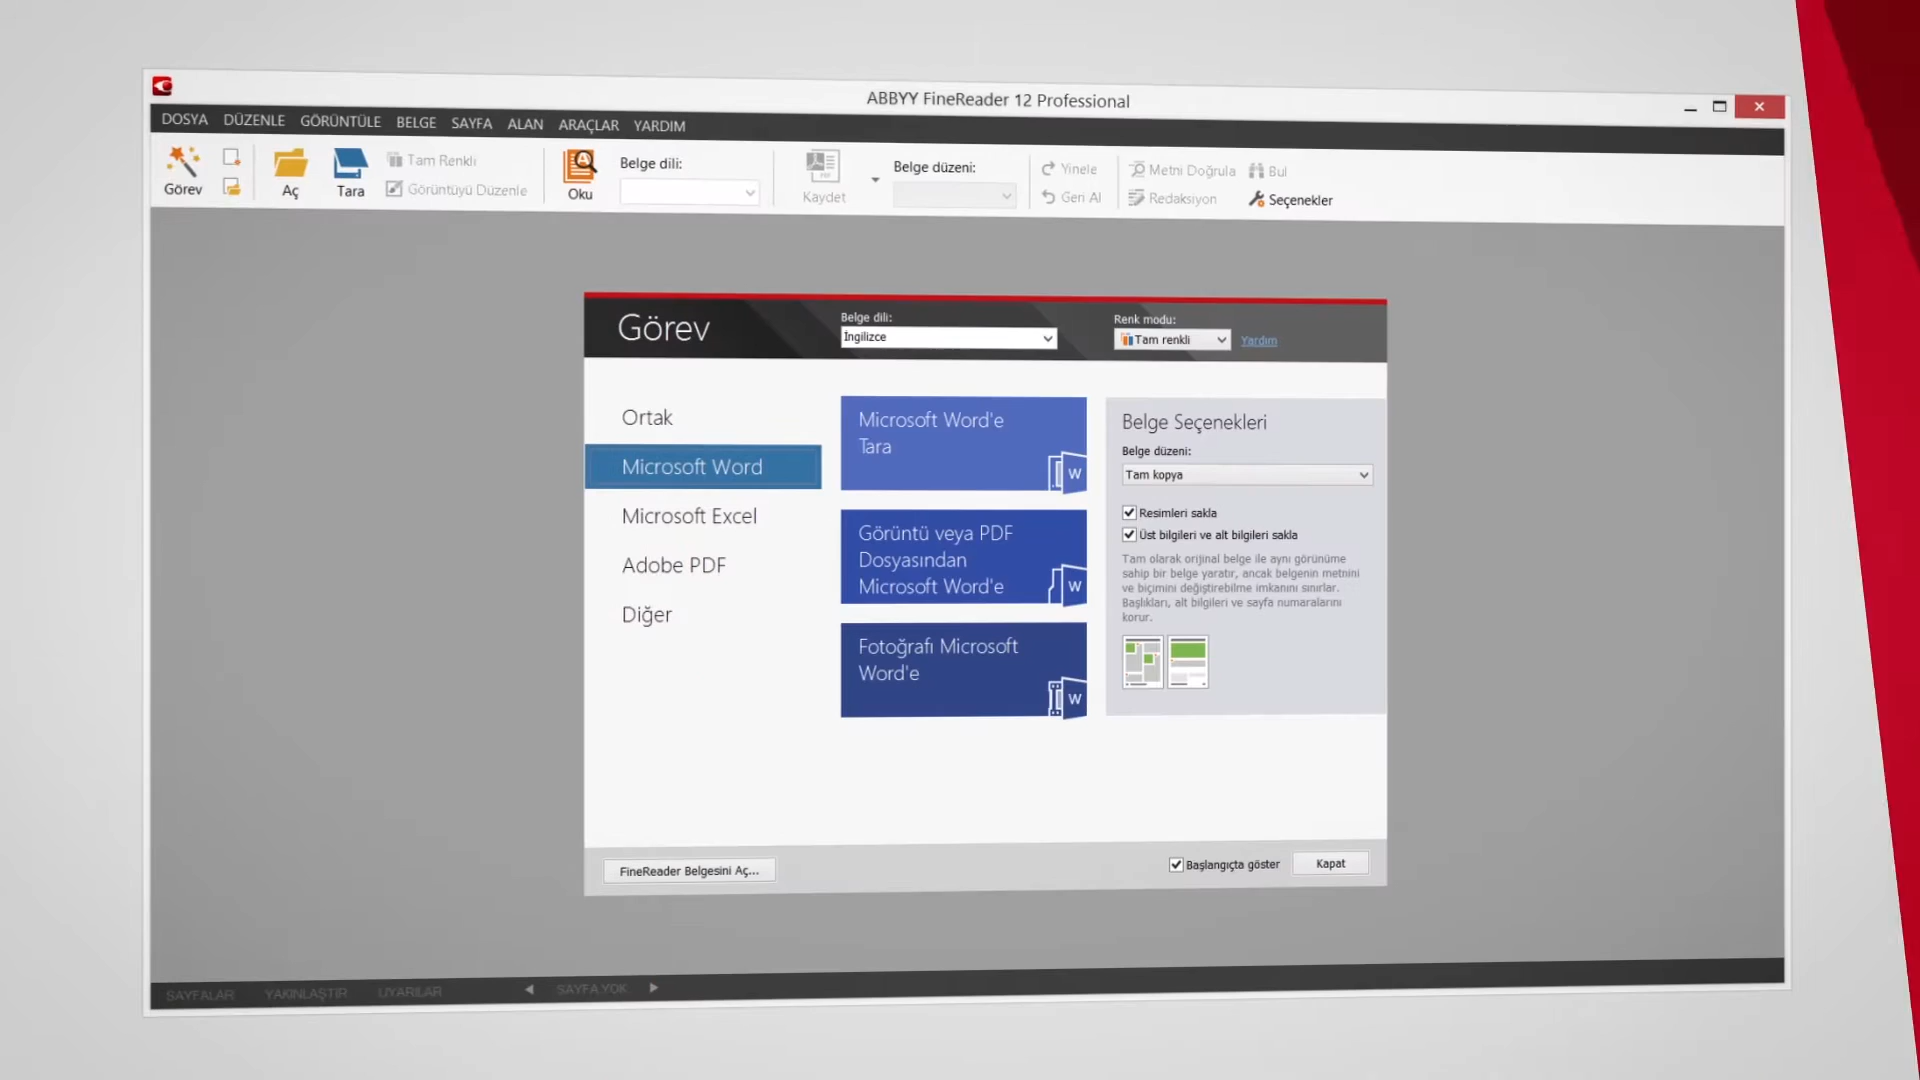 ABBYY FineReader 12 Professional
DOSYA DÜZENLE GÖRÜNTÜLE BELGE SAYFA ALAN ARAÇLAR YARDIM
Görev
Aç
Tara
Tam Renkli
Görüntüyü Düzenle
Oku
Belge dili:
Kaydet
Belge düzeni:
Yinele
Geri Al
Metni Doğrula
Redaksiyon
Bul
Seçenekler
Görev
Belge dili:
İngilizce
Renk modu:
Tam renkli
Yardım
Ortak
Microsoft Word
Microsoft Excel
Adobe PDF
Diğer
Microsoft Word'e
Tara
W
Görüntü veya PDF
Dosyasından
Microsoft Word'e
W
Fotoğrafı Microsoft
Word'e
W
Belge Seçenekleri
Belge düzeni:
Tam kopya
Resimleri sakla
Üst bilgileri ve alt bilgileri sakla
Tam olarak orijinal belge ile aynı görünüme
sahip bir belge yaratır, ancak belgenin metnini
ve biçimini değiştirebilme imkanını sınırlar.
Başlıkları, alt bilgileri ve sayfa numaralarını
korur.
FineReader Belgesini Aç...
Başlangıçta göster
Kapat
SAYFALAR YAKINLAŞTIR UYARILAR SAYFA YOK